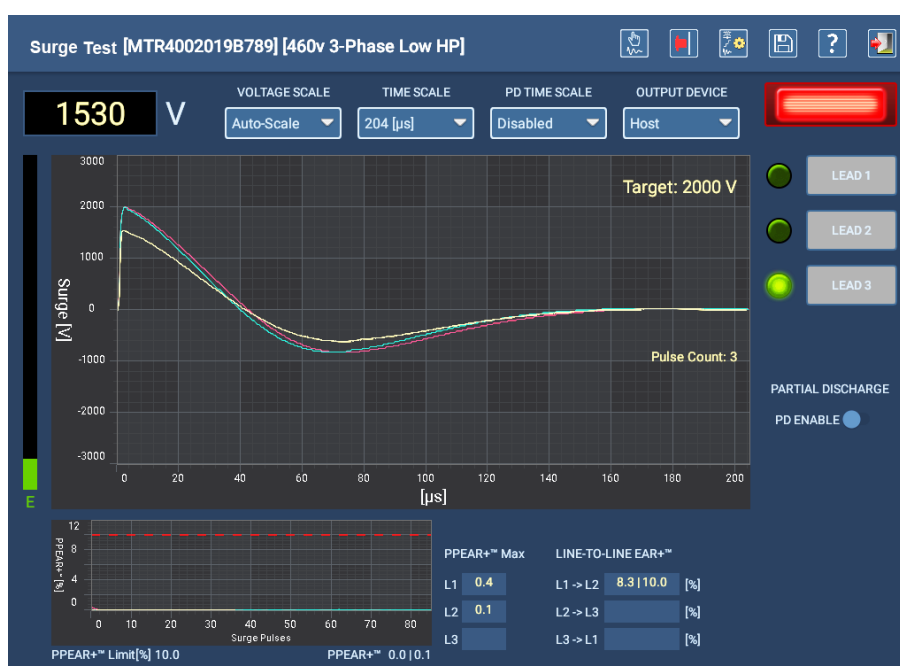 Surge Test [MTR4002019B789] [460v 3-Phase Low HP]
?
VOLTAGE SCALE
TIME SCALE
PD TIME SCALE
OUTPUT DEVICE
1530 V
Auto-Scale
204 [µs]
Disabled
Host
3000
2000
1000
0
-1000
-2000
-3000
Surge [V]
Target: 2000 V
Pulse Count: 3
0 20 40 60 80 100 120 140 160 180 200
[µs]
E
LEAD 1
LEAD 2
LEAD 3
PARTIAL DISCHARGE
PD ENABLE
12
8
4
0
PPEAR+™[%]
0 10 20 30 40 50 60 70 80
Surge Pulses
PPEAR+™ Limit[%] 10.0
PPEAR+™ 0.0|0.1
PPEAR+™ Max
L1 0.4
L2 0.1
L3
LINE-TO-LINE EAR+™
L1 -> L2 8.3|10.0 [%]
L2 -> L3 [%]
L3 -> L1 [%]